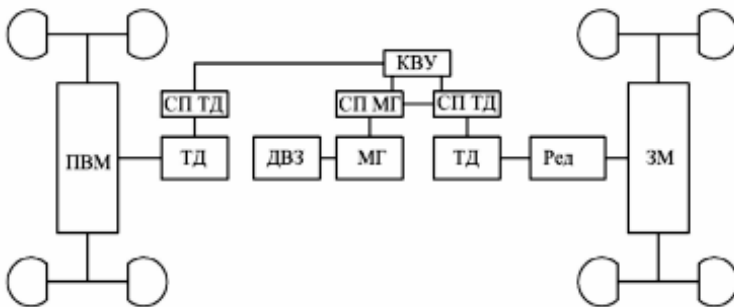 КВУ
СП ТД
СП МГ
СП ТД
ПВМ
ТД
ДВЗ
МГ
ТД
Ред
ЗМ